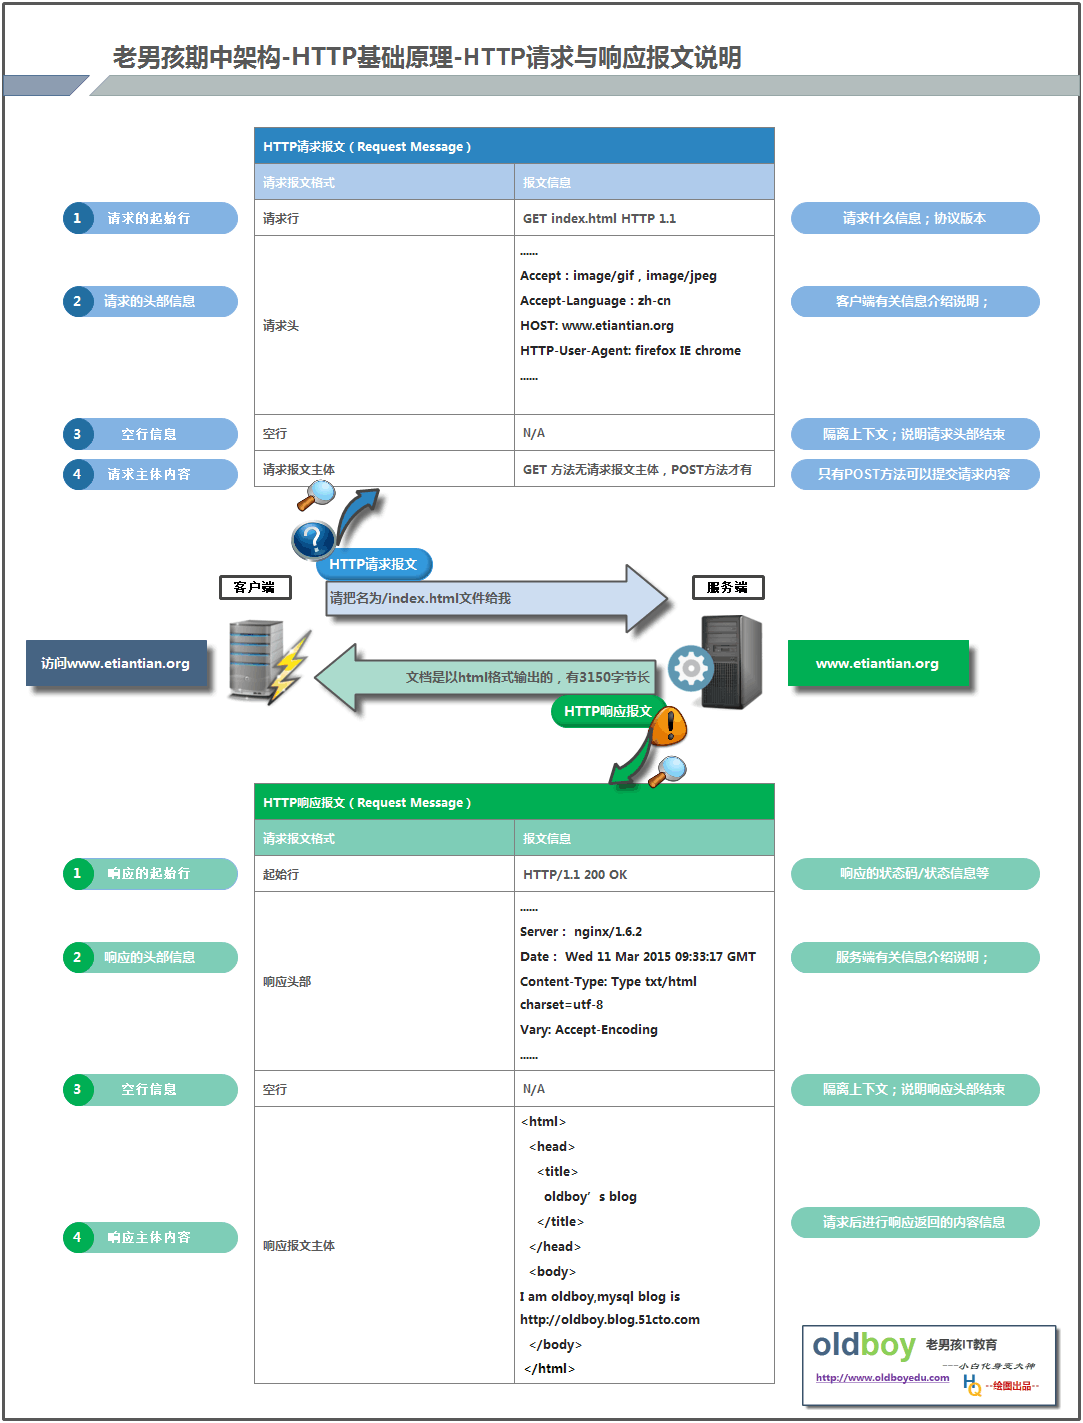 老男孩期中架构-HTTP基础原理-HTTP请求与响应报文说明
HTTP请求报文（Request Message）
请求报文格式 报文信息
1 请求的起始行 请求行 GET index.html HTTP 1.1 请求什么信息；协议版本
......
Accept：image/gif，image/jpeg
2 请求的头部信息 Accept-Language：zh-cn 客户端有关信息介绍说明；
请求头 HOST: www.etiantian.org
HTTP-User-Agent: firefox IE chrome
......
3 空行信息 空行 N/A 隔离上下文；说明请求头部结束
4 请求主体内容 请求报文主体 GET 方法无请求报文主体，POST方法才有 只有POST方法可以提交请求内容
?
HTTP请求报文
客户端 服务端
请把名为/index.html文件给我
访问www.etiantian.org www.etiantian.org
文档是以html格式输出的，有3150字节长
HTTP响应报文
!
HTTP响应报文（Request Message）
请求报文格式 报文信息
1 响应的起始行 起始行 HTTP/1.1 200 OK 响应的状态码/状态信息等
......
Server： nginx/1.6.2
2 响应的头部信息 Date： Wed 11 Mar 2015 09:33:17 GMT 服务端有关信息介绍说明；
响应头部 Content-Type: Type txt/html
charset=utf-8
Vary: Accept-Encoding
......
3 空行信息 空行 N/A 隔离上下文；说明响应头部结束
<html>
<head>
<title>
oldboy’s blog
</title>
4 响应主体内容 响应报文主体 </head> 请求后进行响应返回的内容信息
<body>
I am oldboy,mysql blog is
http://oldboy.blog.51cto.com
</body>
</html>
oldboy 老男孩IT教育
---小白化身变大神
http://www.oldboyedu.com HQ --绘图出品--